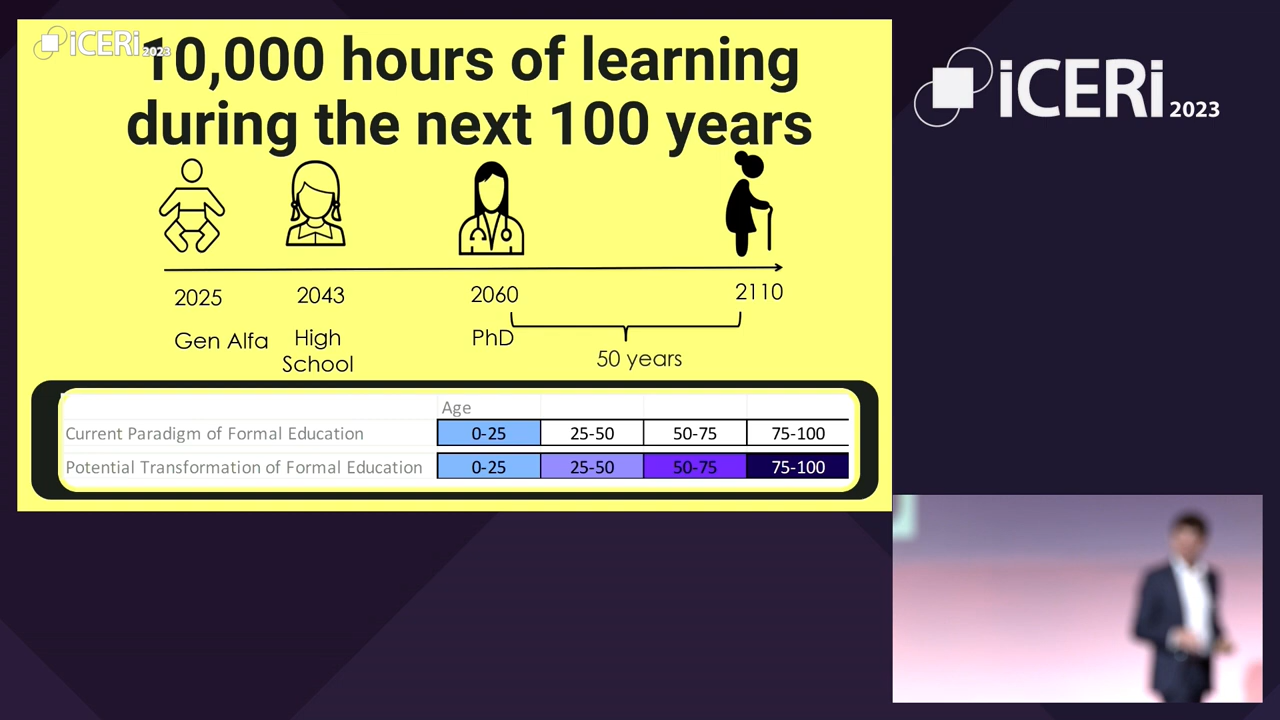 iCERi 2023
10,000 hours of learning
during the next 100 years
2025 2043 2060 2110
Gen Alfa High School PhD
50 years
Age
Current Paradigm of Formal Education 0-25 25-50 50-75 75-100
Potential Transformation of Formal Education 0-25 25-50 50-75 75-100
iCERi 2023